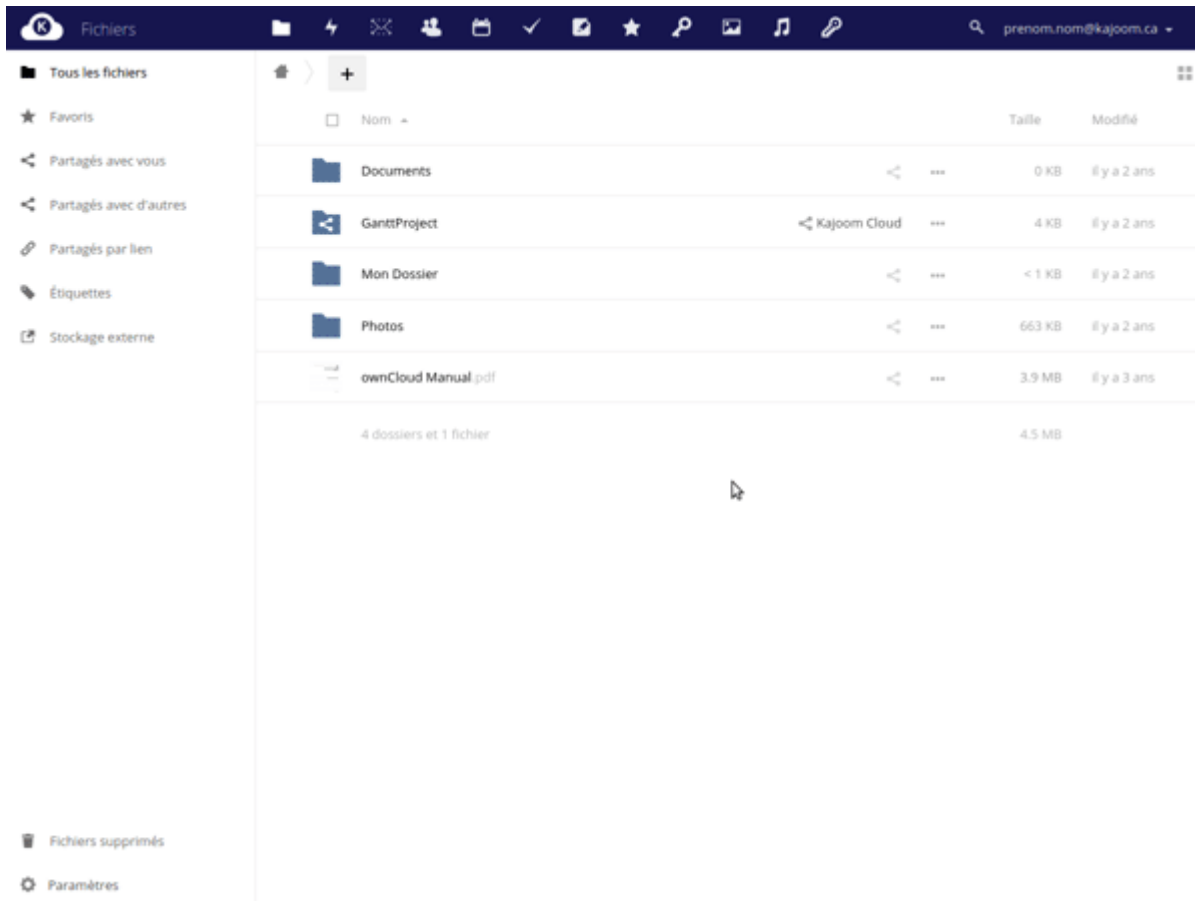 K Fichiers prenom.nom@kajoom.ca
Tous les fichiers
Favoris
Partagés avec vous
Partagés avec d'autres
Partagés par lien
Étiquettes
Stockage externe
+
Nom Taille Modifié
Documents 0 KB il y a 2 ans
GanttProject Kajoom Cloud 4 KB il y a 2 ans
Mon Dossier < 1 KB il y a 2 ans
Photos 663 KB il y a 2 ans
ownCloud Manual.pdf 3.9 MB il y a 3 ans
4 dossiers et 1 fichier 4.5 MB
Fichiers supprimés
Paramètres